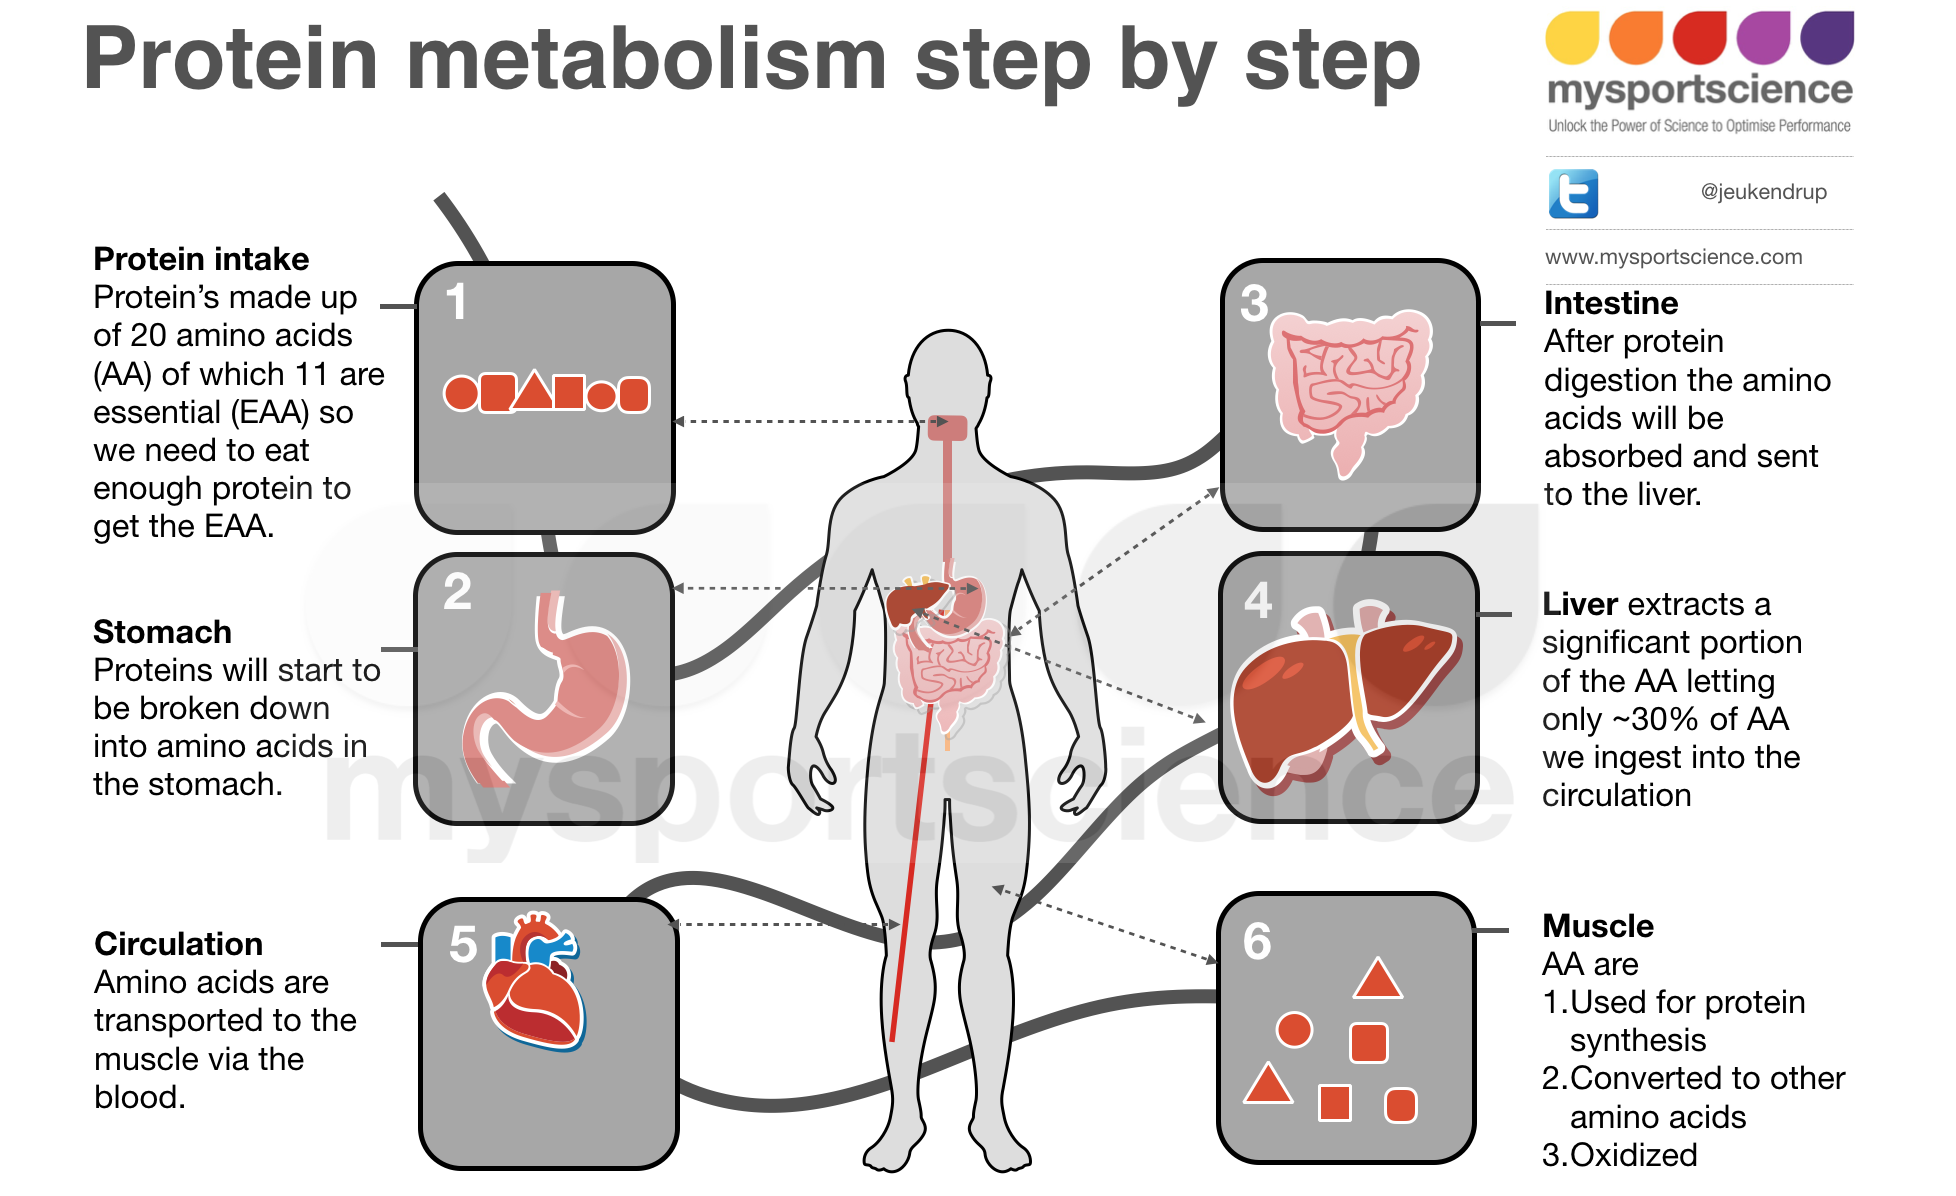 Protein metabolism step by step
mysportscience
Unlock the Power of Science to Optimise Performance
@jeukendrup
www.mysportscience.com
1
Protein intake
Protein's made up
of 20 amino acids
(AA) of which 11 are
essential (EAA) so
we need to eat
enough protein to
get the EAA.
2
Stomach
Proteins will start to
be broken down
into amino acids in
the stomach.
3
Intestine
After protein
digestion the amino
acids will be
absorbed and sent
to the liver.
4
Liver extracts a
significant portion
of the AA letting
only ~30% of AA
we ingest into the
circulation
5
Circulation
Amino acids are
transported to the
muscle via the
blood.
6
Muscle
AA are
1.Used for protein
synthesis
2.Converted to other
amino acids
3.Oxidized
mysportscience